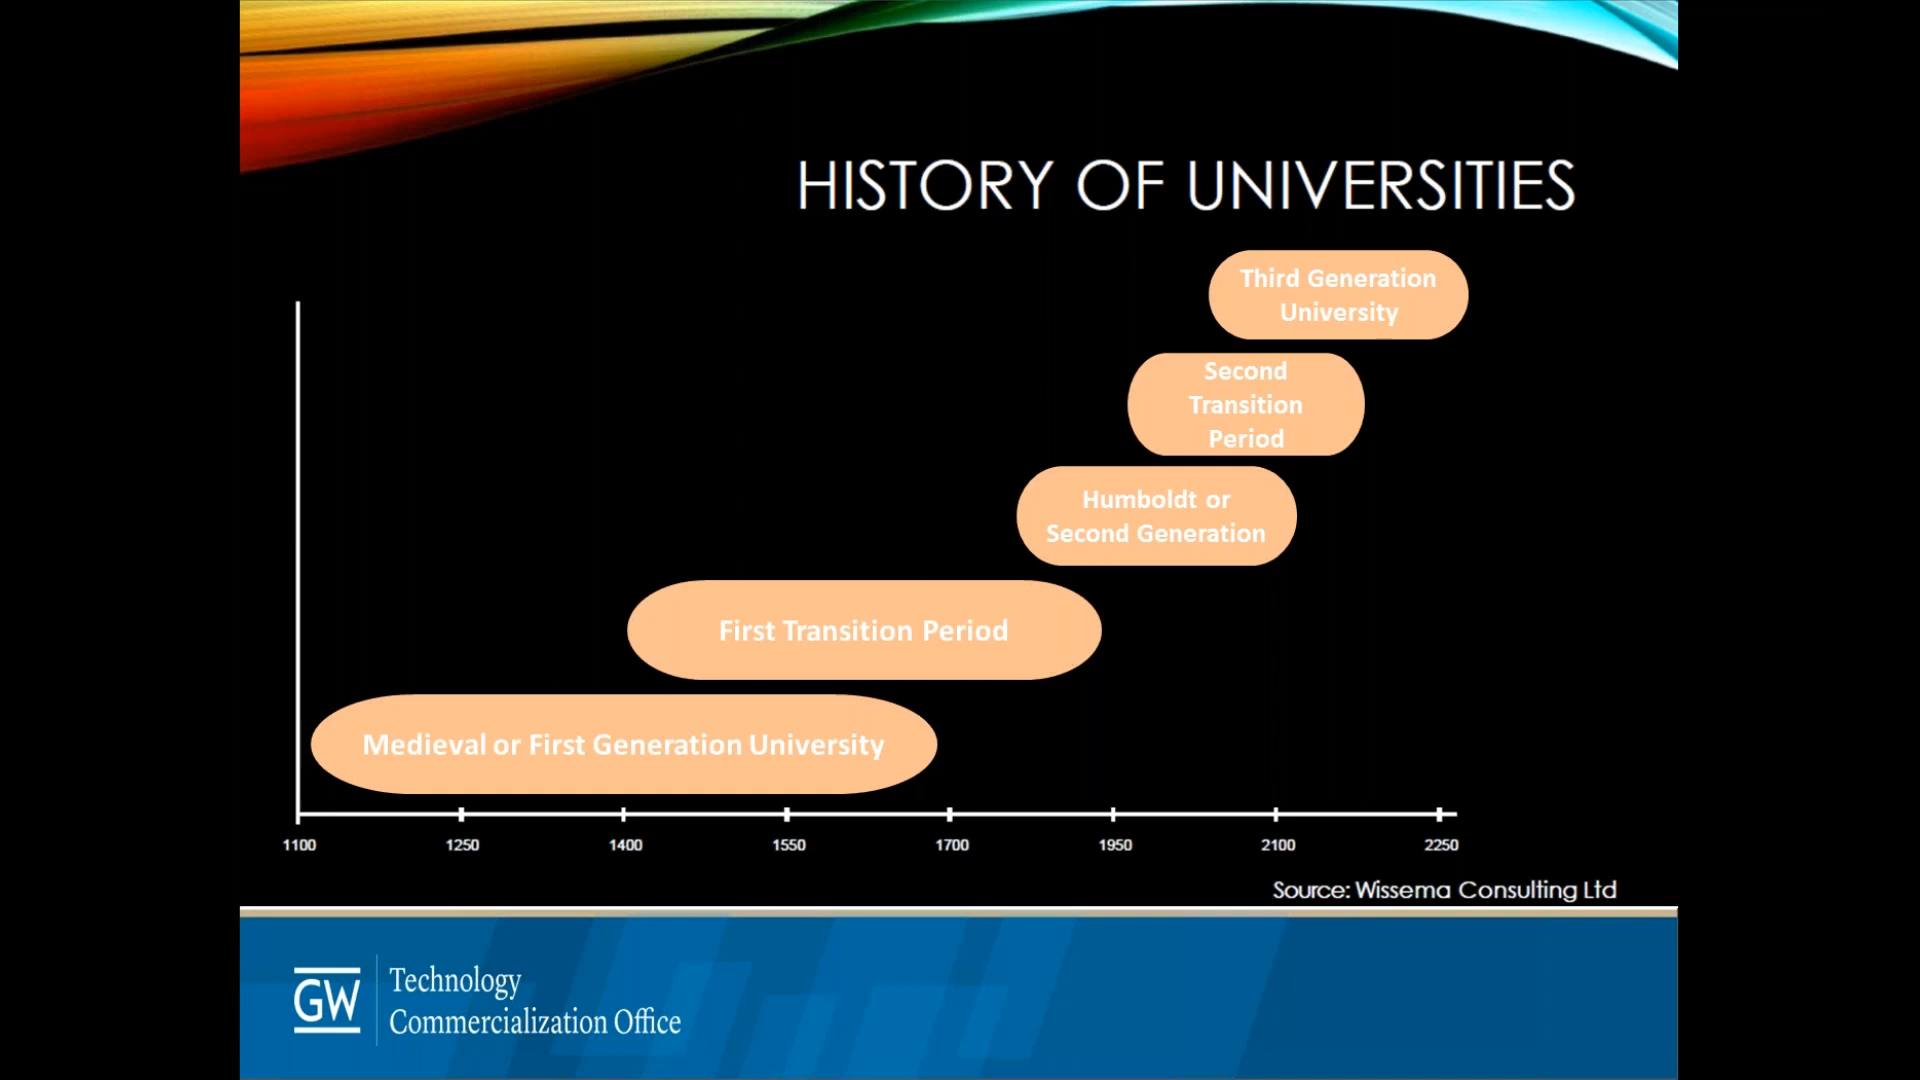 HISTORY OF UNIVERSITIES
Third Generation
University
Second
Transition
Period
Humboldt or
Second Generation
First Transition Period
Medieval or First Generation University
1100 1250 1400 1550 1700 1950 2100 2250
Source: Wissema Consulting Ltd
GW
Technology
Commercialization Office